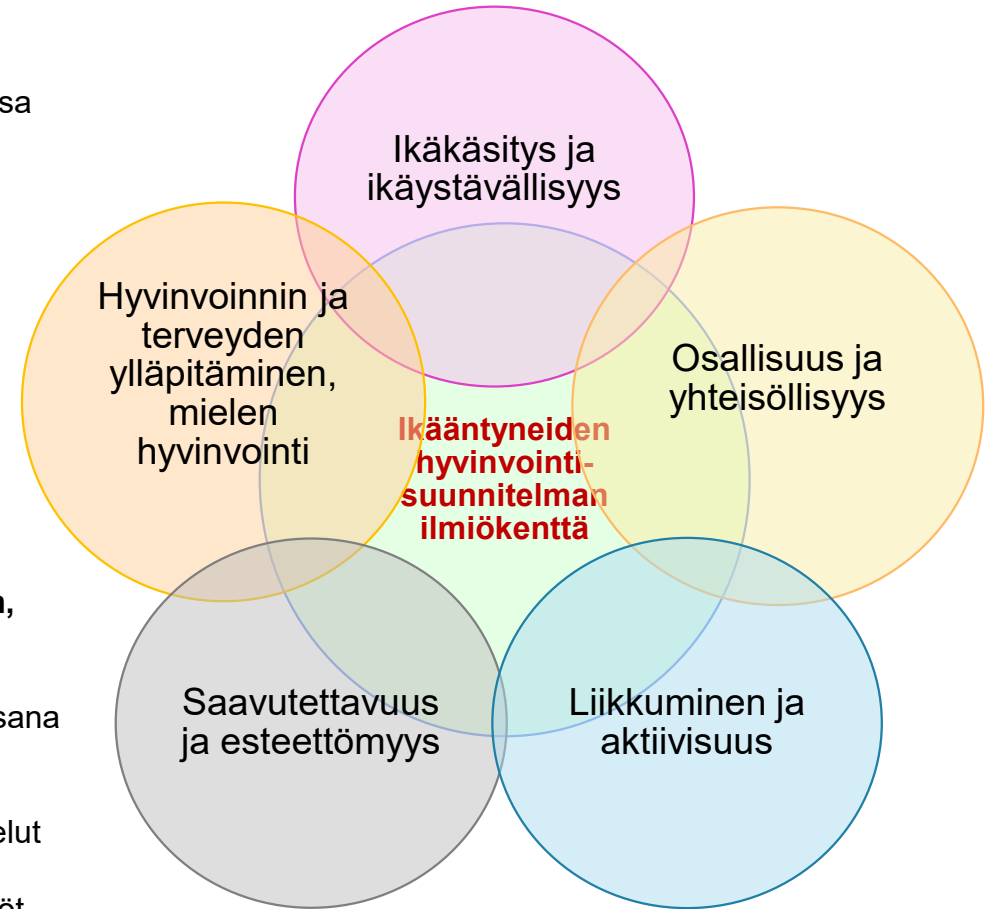 sa
Ikäkäsitys ja
ikäystävällisyys
Hyvinvoinnin ja
terveyden
ylläpitäminen,
mielen
hyvinvointi
Osallisuus ja
yhteisöllisyys
Ikääntyneiden
hyvinvointi-
suunnitelman
ilmiökenttä
n,
sana
Saavutettavuus
ja esteettömyys
Liikkuminen ja
aktiivisuus
elut
öt